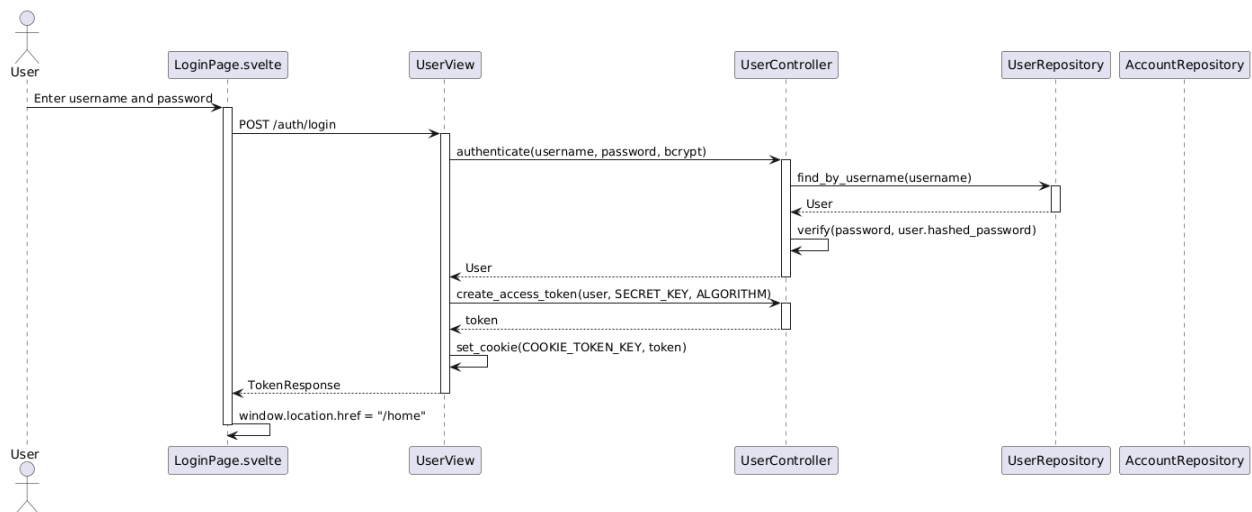 User
LoginPage.svelte
UserView
UserController
UserRepository
AccountRepository
Enter username and password
POST /auth/login
authenticate(username, password, bcrypt)
find_by_username(username)
User
verify(password, user.hashed_password)
User
create_access_token(user, SECRET_KEY, ALGORITHM)
token
set_cookie(COOKIE_TOKEN_KEY, token)
TokenResponse
window.location.href = "/home"
User
LoginPage.svelte
UserView
UserController
UserRepository
AccountRepository